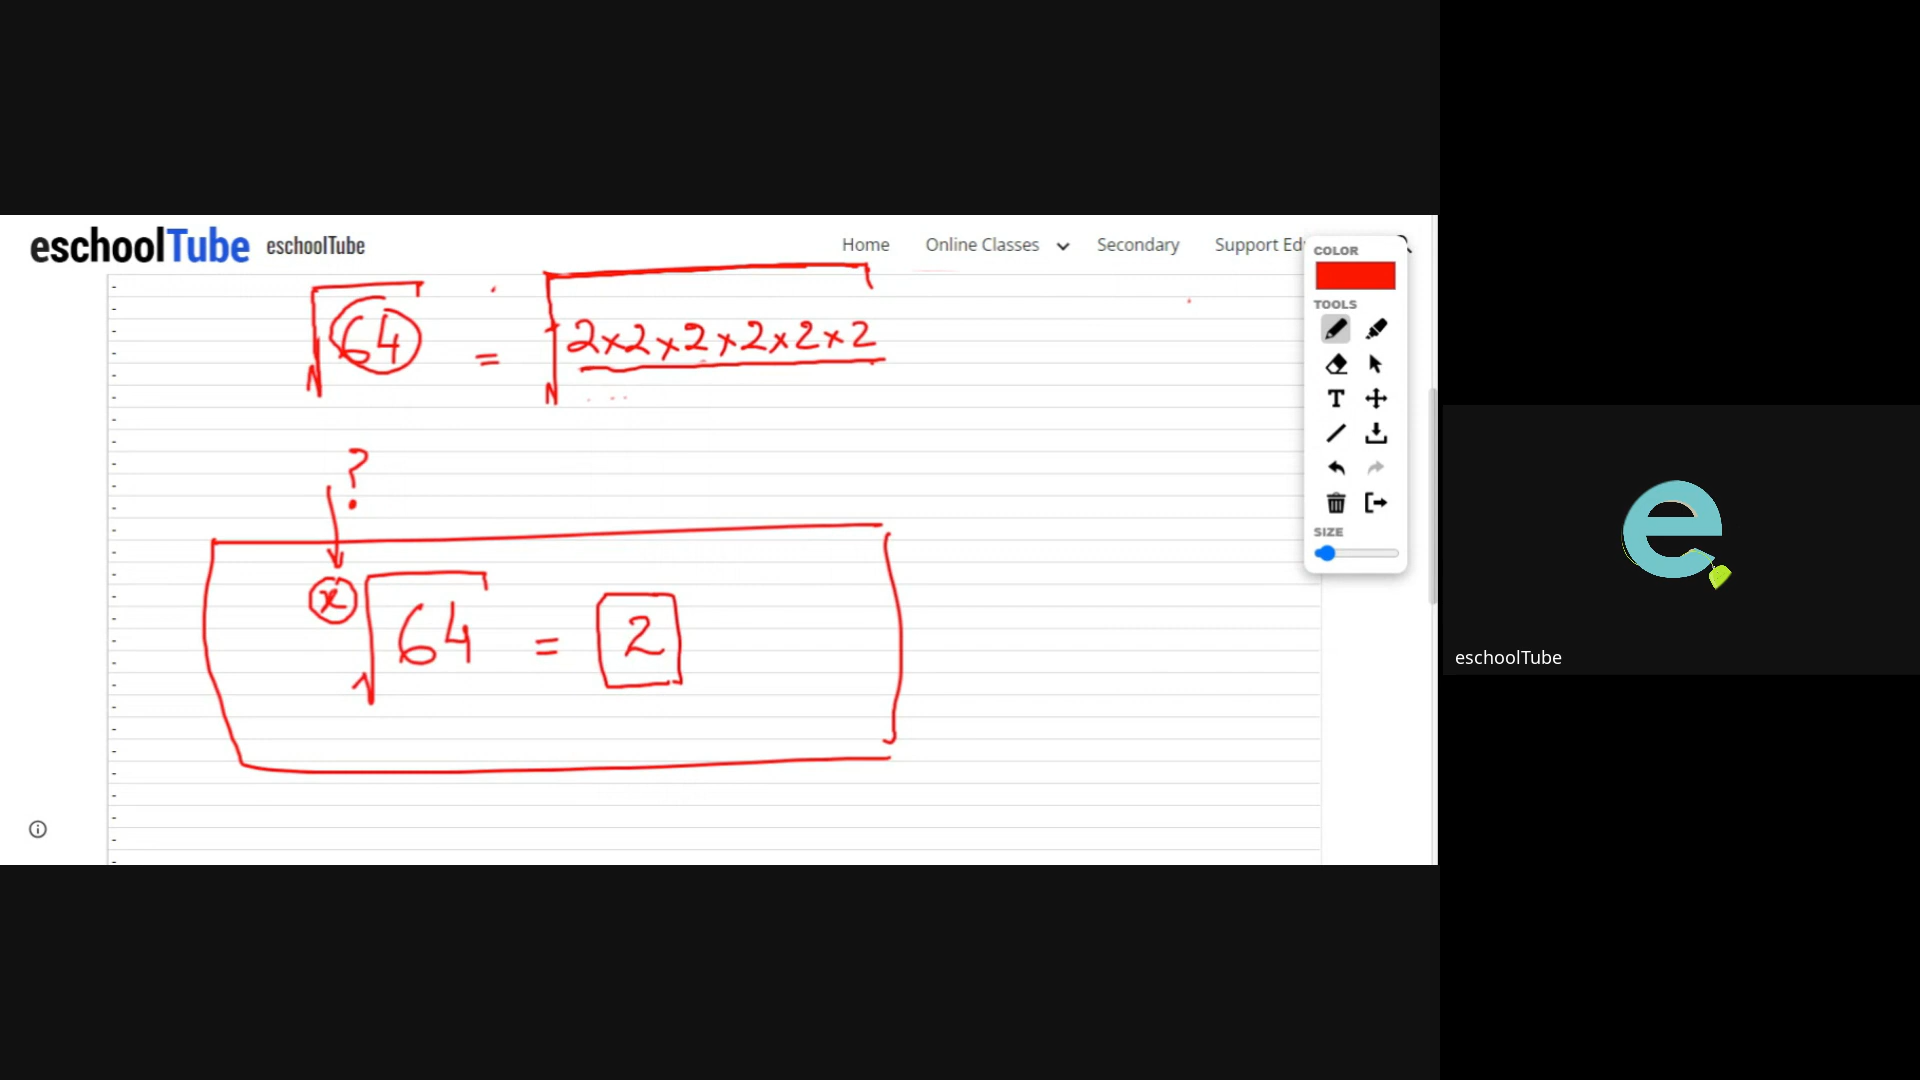 eschoolTube eschoolTube Home Online Classes Secondary Support Ed
COLOR
TOOLS
T
SIZE
√64 = √2×2×2×2×2×2
?
x√64 = 2
eschoolTube